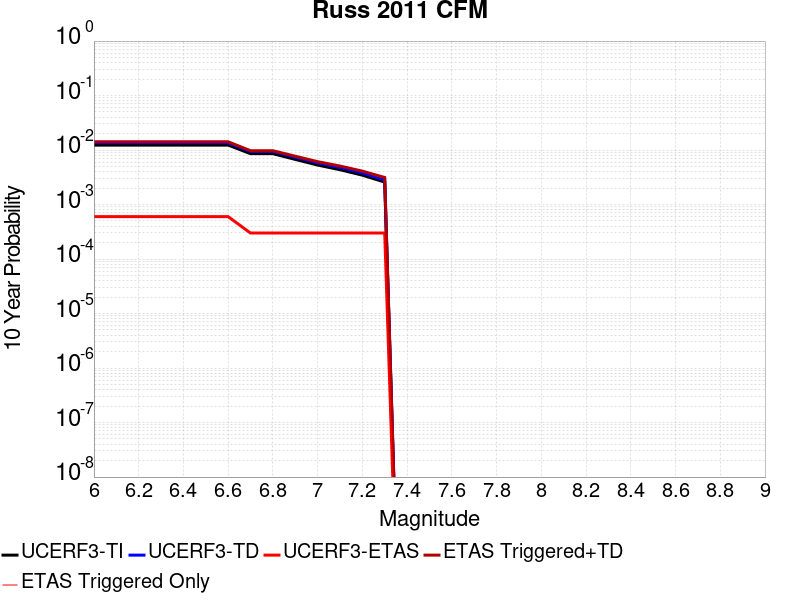 Russ 2011 CFM
10 Year Probability
10 0
10 -1
10 -2
10 -3
10 -4
10 -5
10 -6
10 -7
10 -8
6 6.2 6.4 6.6 6.8 7 7.2 7.4 7.6 7.8 8 8.2 8.4 8.6 8.8 9
Magnitude
UCERF3-TI UCERF3-TD UCERF3-ETAS ETAS Triggered+TD
ETAS Triggered Only